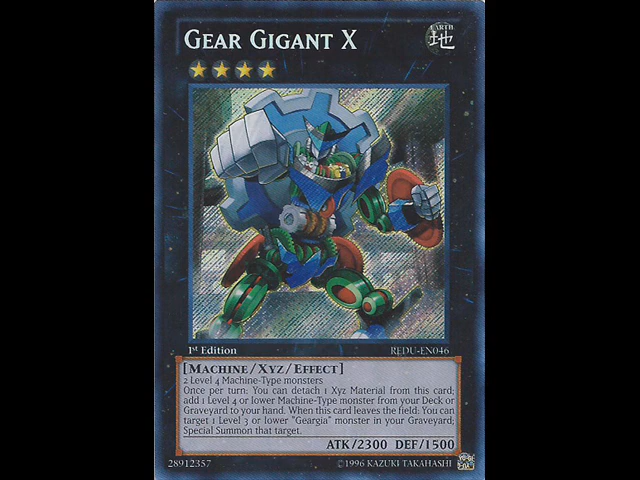 GEAR GIGANT X
EARTH
地
1st Edition
REDU-EN046
[MACHINE/XYZ/EFFECT]
2 Level 4 Machine-Type monsters
Once per turn: You can detach 1 Xyz Material from this card;
add 1 Level 4 or lower Machine-Type monster from your Deck or
Graveyard to your hand. When this card leaves the field: You can
target 1 Level 3 or lower "Geargia" monster in your Graveyard;
Special Summon that target.
ATK/2300 DEF/1500
28912357
©1996 KAZUKI TAKAHASHI